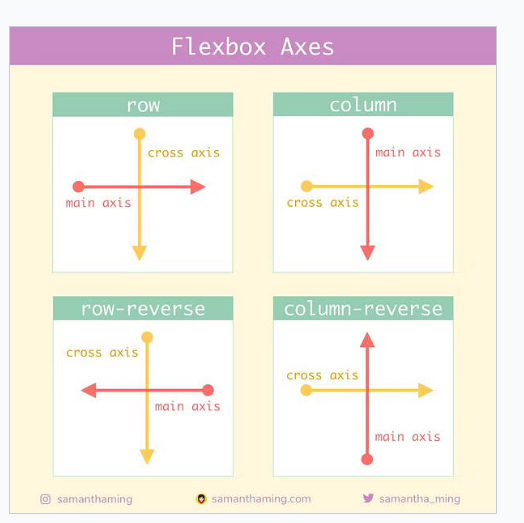 Flexbox Axes
row
cross axis
main axis
column
main axis
cross axis
row-reverse
cross axis
main axis
column-reverse
cross axis
main axis
samanthaming
samanthaming.com
samantha_ming